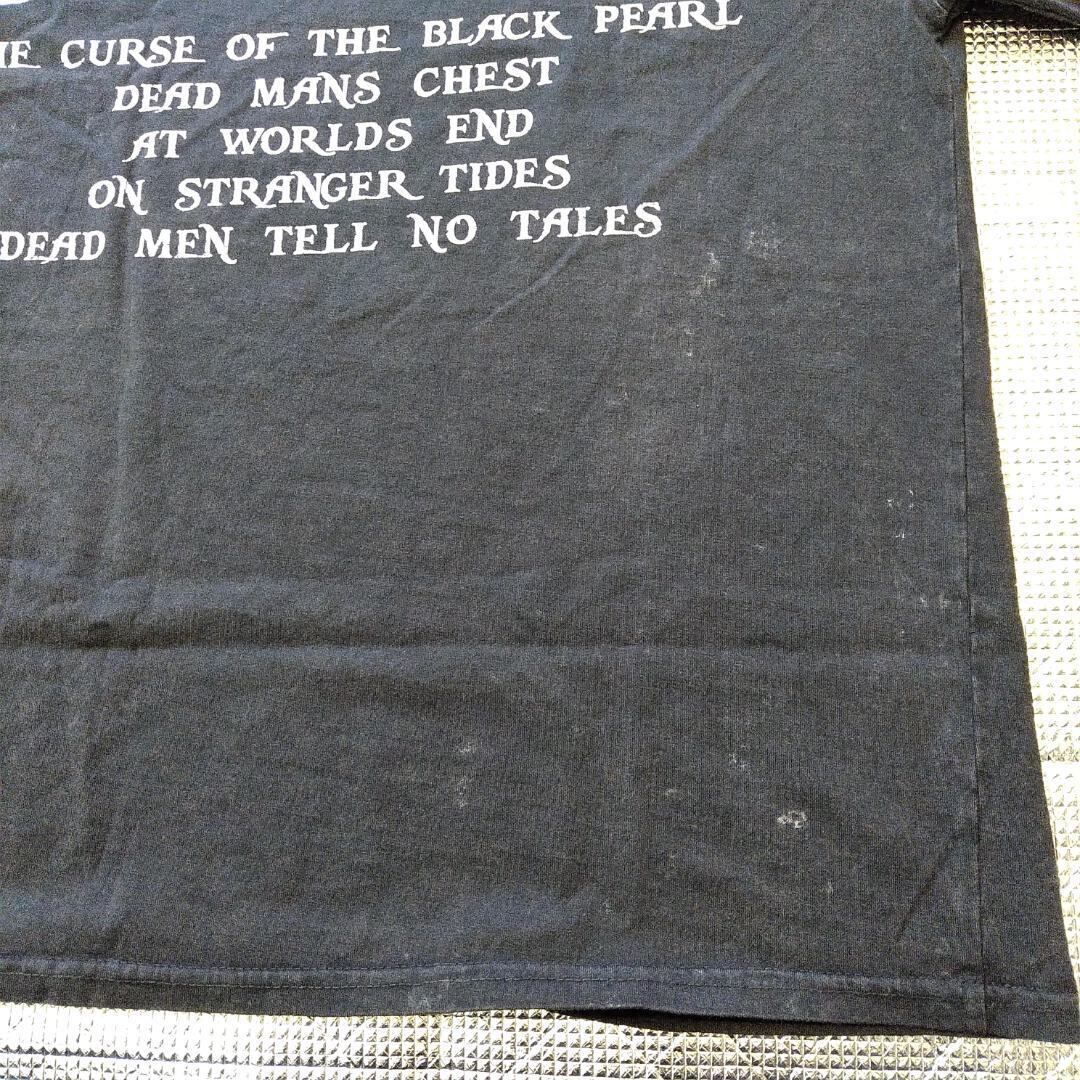 HE CURSE OF THE BLACK PEARL
DEAD MANS CHEST
AT WORLDS END
ON STRANGER TIDES
DEAD MEN TELL NO TALES